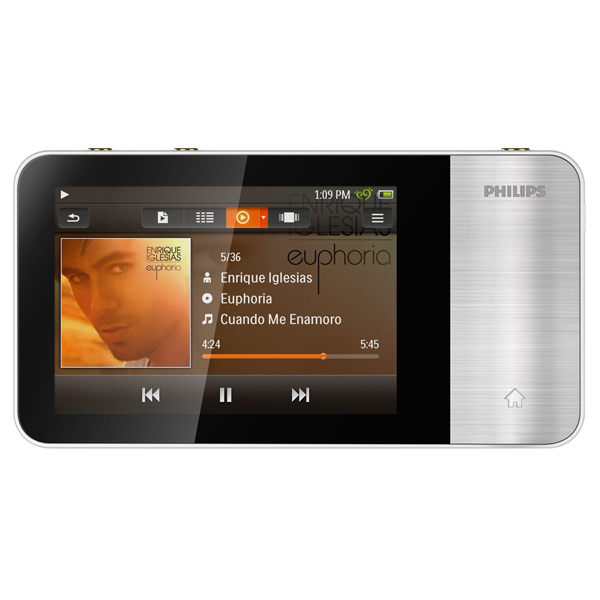 PHILIPS
1:09 PM
ENRIQUE
IGLESIAS
euphoria
ENRIQUE
IGLESIAS
euphoria
5/36
Enrique Iglesias
Euphoria
Cuando Me Enamoro
4:24
5:45